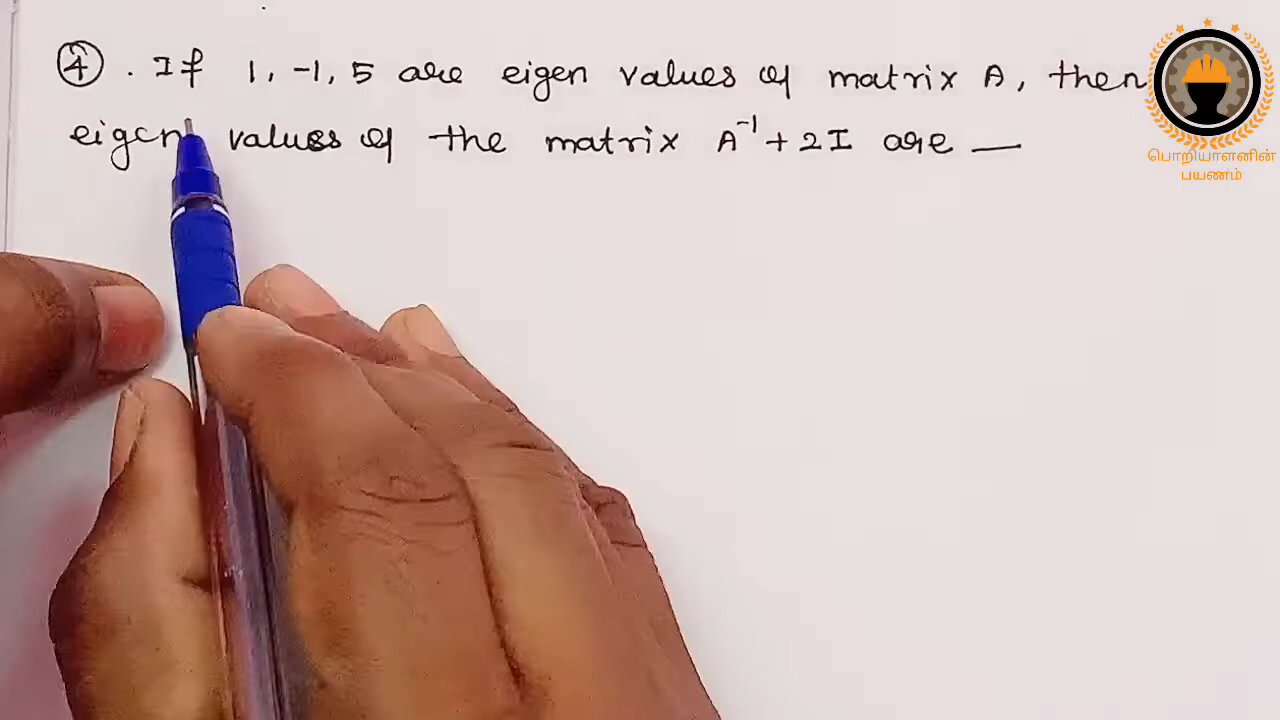 ④. If 1, -1, 5 are eigen values of matrix A, then
eigen values of the matrix A⁻¹ + 2I are —
பொறியாளனின்
பயணம்